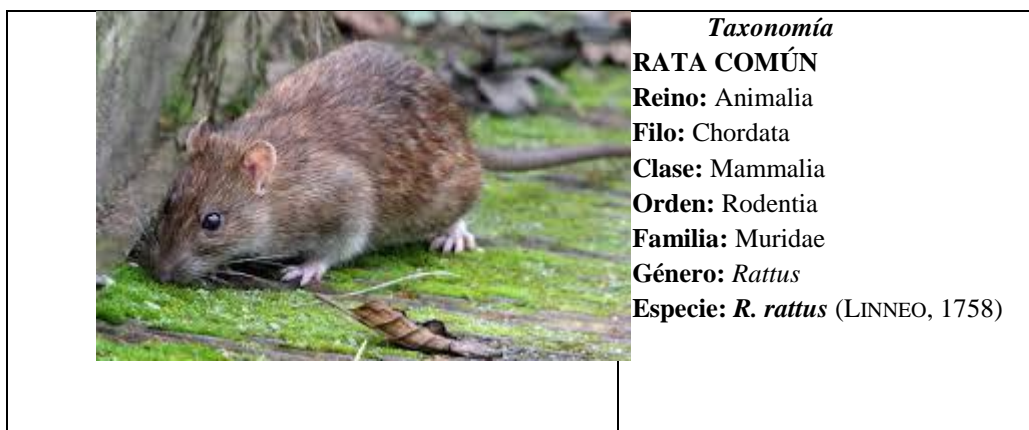 Taxonomía
RATA COMÚN
Reino: Animalia
Filo: Chordata
Clase: Mammalia
Orden: Rodentia
Familia: Muridae
Género: Rattus
Especie: R. rattus (LINNEO, 1758)